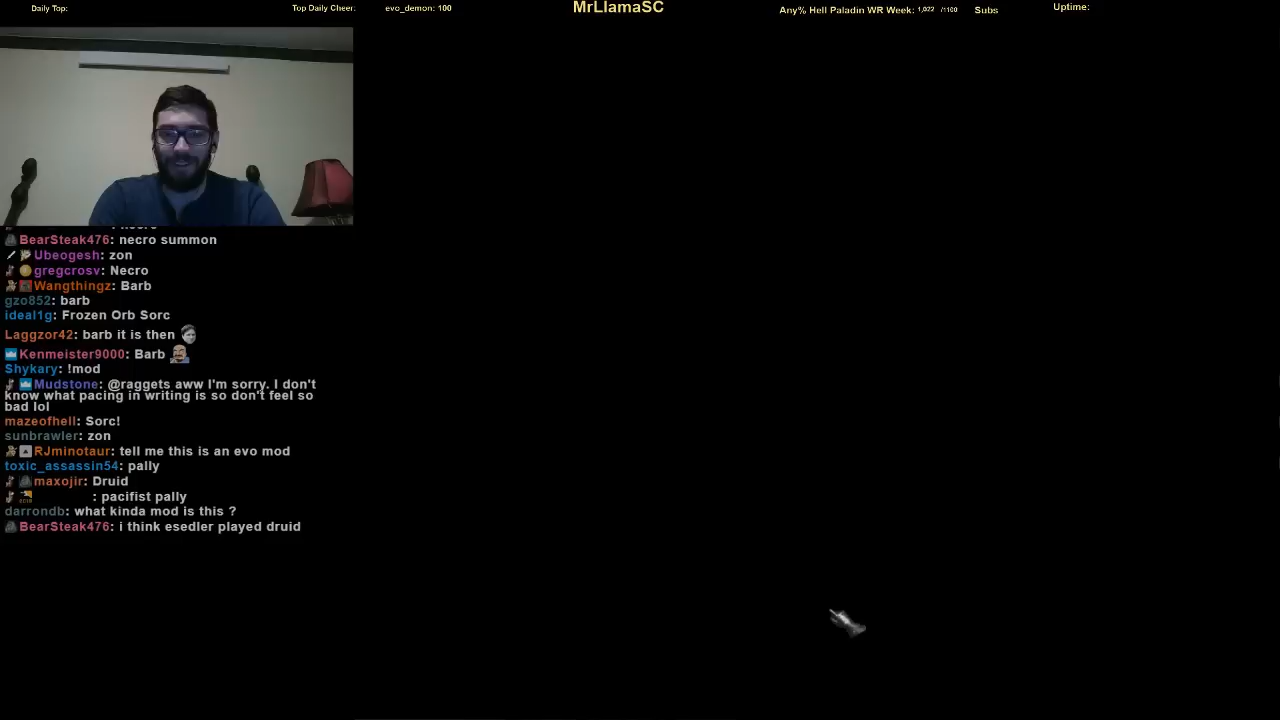 Daily Top:
Top Daily Cheer:
evo_demon: 100
MrLlamaSC
Any% Hell Paladin WR Week: 1,022 /1100
Subs
Uptime:
BearSteak476: necro summon
Ubeogesh: zon
gregcrosv: Necro
Wangthingz: Barb
gzo852: barb
ideal1g: Frozen Orb Sorc
Laggzor42: barb it is then
Kenmeister9000: Barb
Shykary: !mod
Mudstone: @raggets aww I'm sorry. I don't
know what pacing in writing is so don't feel so
bad lol
mazeofhell: Sorc!
sunbrawler: zon
RJminotaur: tell me this is an evo mod
toxic_assassin54: pally
maxojir: Druid
: pacifist pally
darrondb: what kinda mod is this ?
BearSteak476: i think esedler played druid